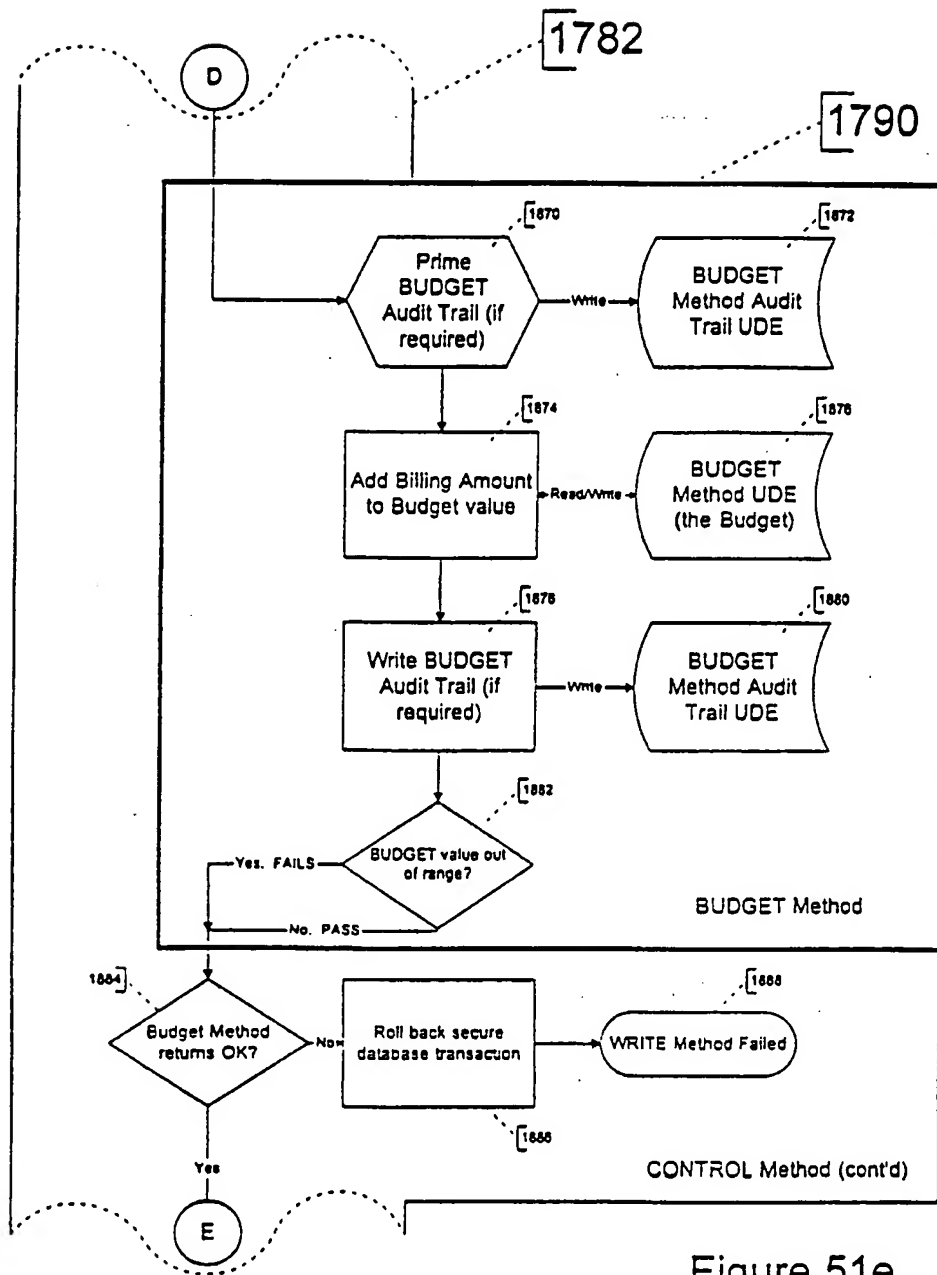 1782
D
1790
1870
1872
Prime
BUDGET
Audit Trail (if
required)
Write
BUDGET
Method Audit
Trail UDE
1874
1876
Add Billing Amount
to Budget value
Read/Write
BUDGET
Method UDE
(the Budget)
1878
1880
Write BUDGET
Audit Trail (if
required)
Write
BUDGET
Method Audit
Trail UDE
1882
BUDGET value out
of range?
Yes. FAILS
No. PASS
BUDGET Method
1884
1888
Budget Method
returns OK?
No
Roll back secure
database transaction
WRITE Method Failed
1886
Yes
CONTROL Method (cont'd)
E
Figure 51e